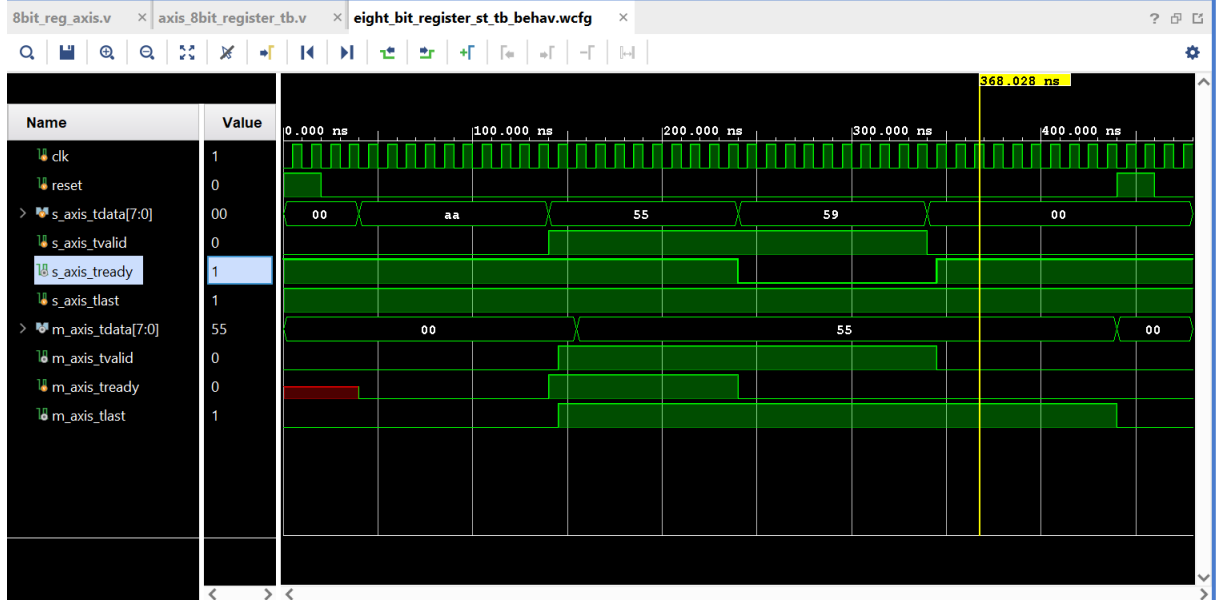 8bit_reg_axis.v × axis_8bit_register_tb.v × eight_bit_register_st_tb_behav.wcfg × ?
368.028 ns
Name Value
0.000 ns 100.000 ns 200.000 ns 300.000 ns 400.000 ns
clk 1
reset 0
s_axis_tdata[7:0] 00 00 aa 55 59 00
s_axis_tvalid 0
s_axis_tready 1
s_axis_tlast 1
m_axis_tdata[7:0] 55 00 55 00
m_axis_tvalid 0
m_axis_tready 0
m_axis_tlast 1